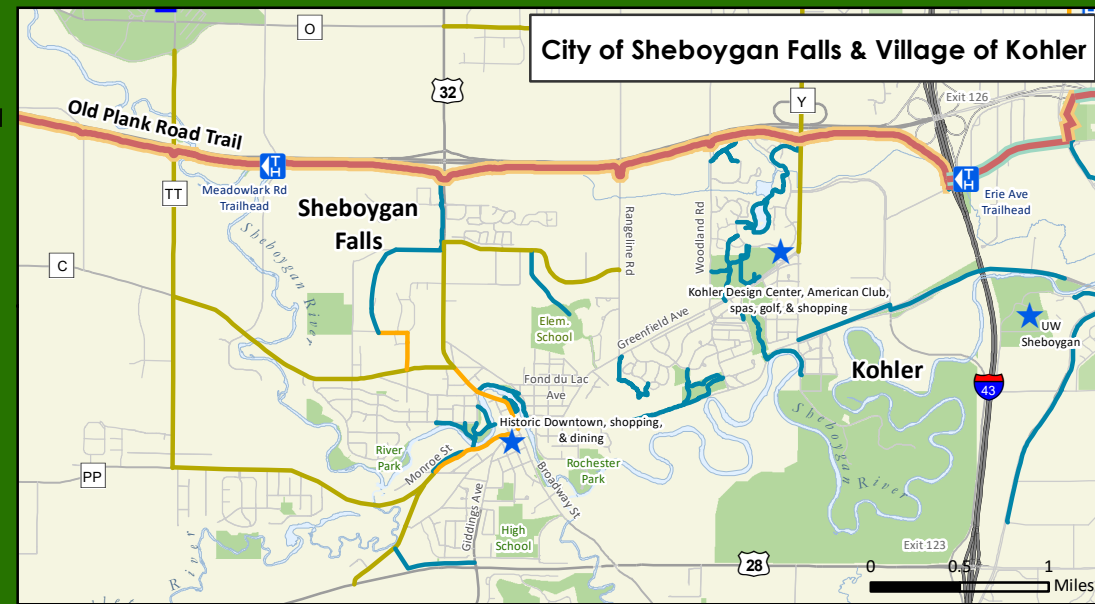 City of Sheboygan Falls & Village of Kohler
O
32
Y
Exit 126
Old Plank Road Trail
TH
Meadowlark Rd
Trailhead
TT
Sheboygan
Falls
TH
Erie Ave
Trailhead
Rangeline Rd
Woodland Rd
Sheboygan
River
C
Kohler Design Center, American Club,
spas, golf, & shopping
Elem.
School
Greenfield Ave
UW
Sheboygan
Kohler
43
Fond du Lac
Ave
Historic Downtown, shopping,
& dining
Sheboygan
River
River
Park
Monroe St
Rochester
Park
Broadway St
PP
Giddings Ave
High
School
Exit 123
28
River
0 0.5 1
Miles